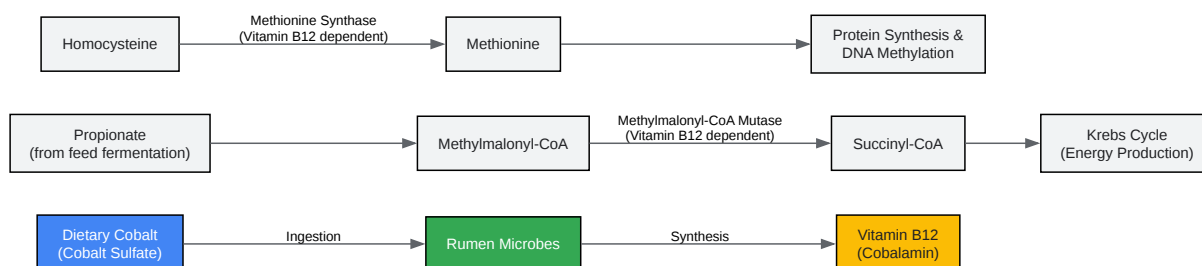 Homocysteine
Methionine Synthase
(Vitamin B12 dependent)
Methionine
Protein Synthesis &
DNA Methylation
Propionate
(from feed fermentation)
Methylmalonyl-CoA
Methylmalonyl-CoA Mutase
(Vitamin B12 dependent)
Succinyl-CoA
Krebs Cycle
(Energy Production)
Dietary Cobalt
(Cobalt Sulfate)
Ingestion
Rumen Microbes
Synthesis
Vitamin B12
(Cobalamin)